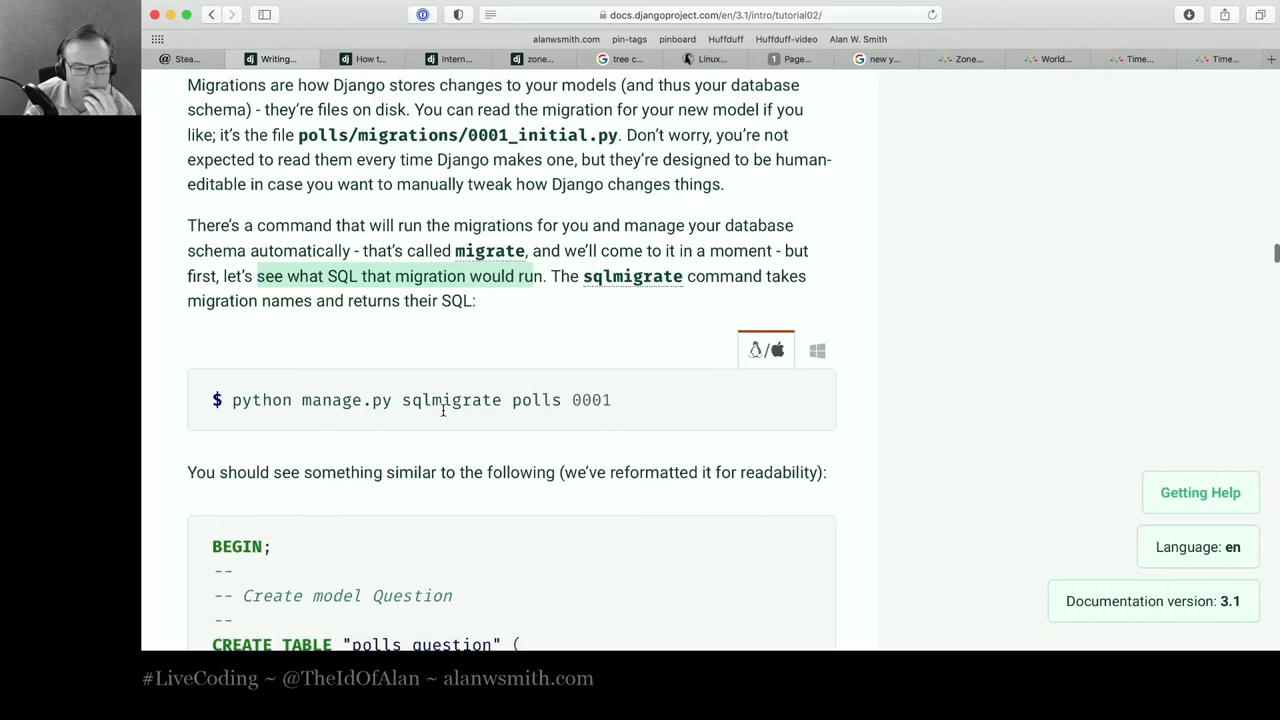 docs.djangoproject.com/en/3.1/intro/tutorial02/
alanwsmith.com pin-tags pinboard Huffduff Huffduff-video Alan W. Smith
Stea... Writing... How t... Intern... zone... tree c... Linux... Page... new y... Zone... World... Time... Time...
Migrations are how Django stores changes to your models (and thus your database
schema) - they're files on disk. You can read the migration for your new model if you
like; it's the file polls/migrations/0001_initial.py. Don't worry, you're not
expected to read them every time Django makes one, but they're designed to be human-
editable in case you want to manually tweak how Django changes things.
There's a command that will run the migrations for you and manage your database
schema automatically - that's called migrate, and we'll come to it in a moment - but
first, let's see what SQL that migration would run. The sqlmigrate command takes
migration names and returns their SQL:
$ python manage.py sqlmigrate polls 0001
You should see something similar to the following (we've reformatted it for readability):
BEGIN;
--
-- Create model Question
--
CREATE TABLE "polls_question" (
Getting Help
Language: en
Documentation version: 3.1
#LiveCoding ~ @TheIdOfAlan ~ alanwsmith.com